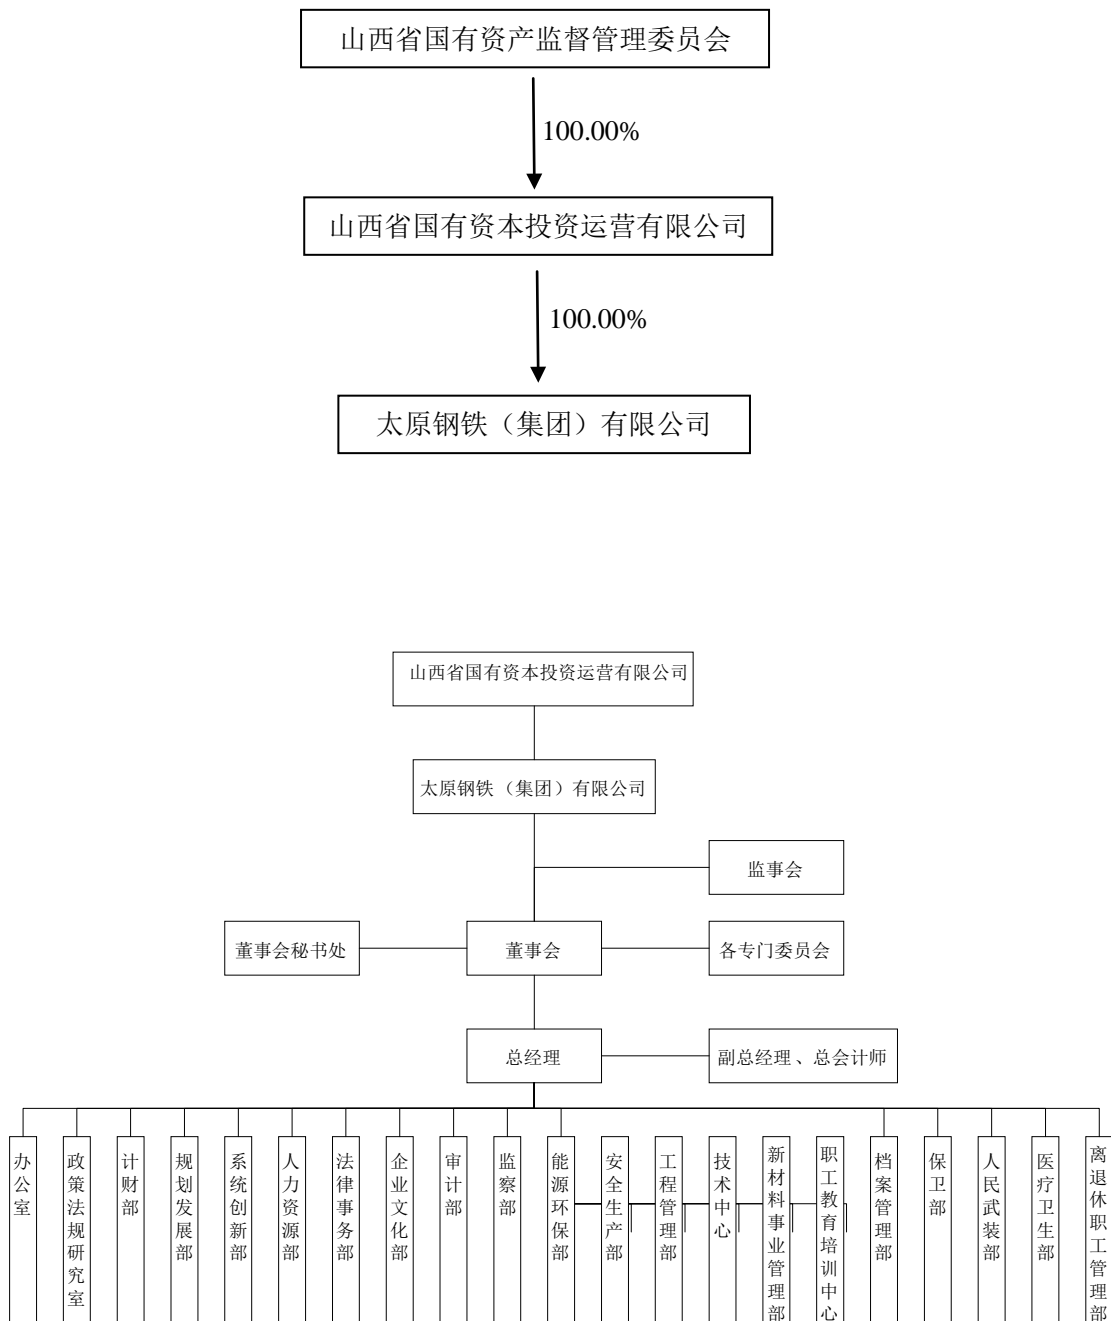 山西省国有资产监督管理委员会
100.00%
山西省国有资本投资运营有限公司
100.00%
太原钢铁（集团）有限公司
山西省国有资本投资运营有限公司
太原钢铁（集团）有限公司
监事会
董事会秘书处
董事会
各专门委员会
总经理
副总经理、总会计师
办公室
政策法规研究室
计财部
规划发展部
系统创新部
人力资源部
法律事务部
企业文化部
审计部
监察部
能源环保部
安全生产部
工程管理部
技术中心
新材料事业管理部
职工教育培训中心
档案管理部
保卫部
人民武装部
医疗卫生部
离退休职工管理部